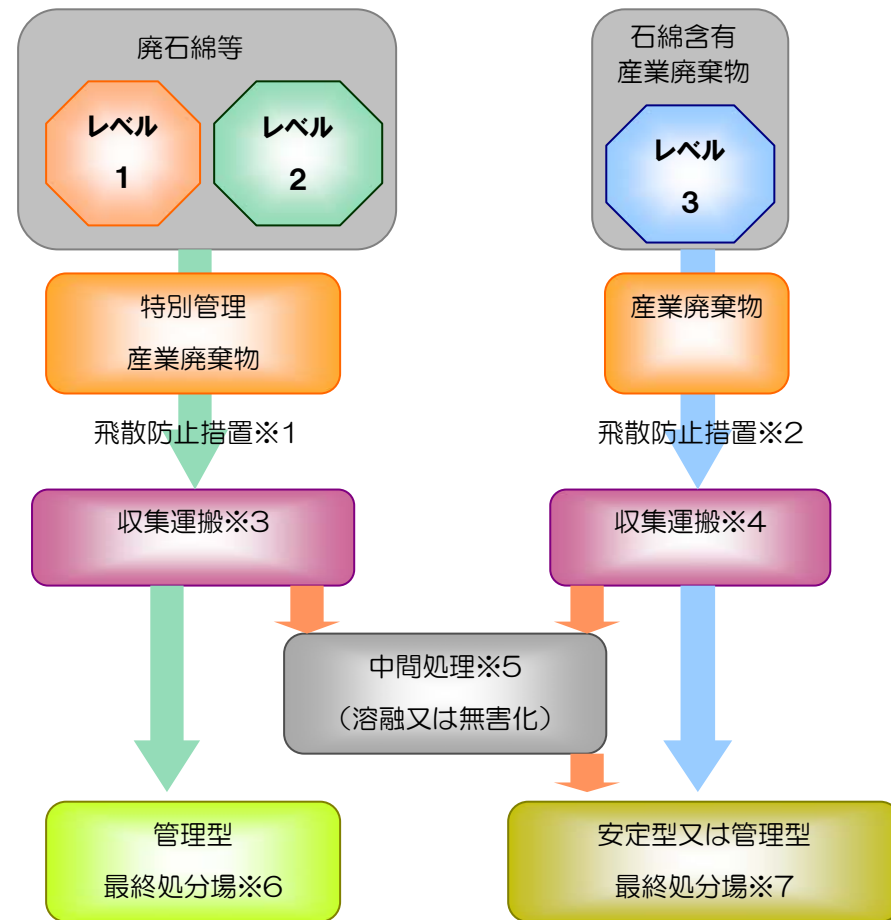 廃石綿等
レベル
1
レベル
2
石綿含有
産業廃棄物
レベル
3
特別管理
産業廃棄物
産業廃棄物
飛散防止措置※1
飛散防止措置※2
収集運搬※3
収集運搬※4
中間処理※5
（溶融又は無害化）
管理型
最終処分場※6
安定型又は管理型
最終処分場※7